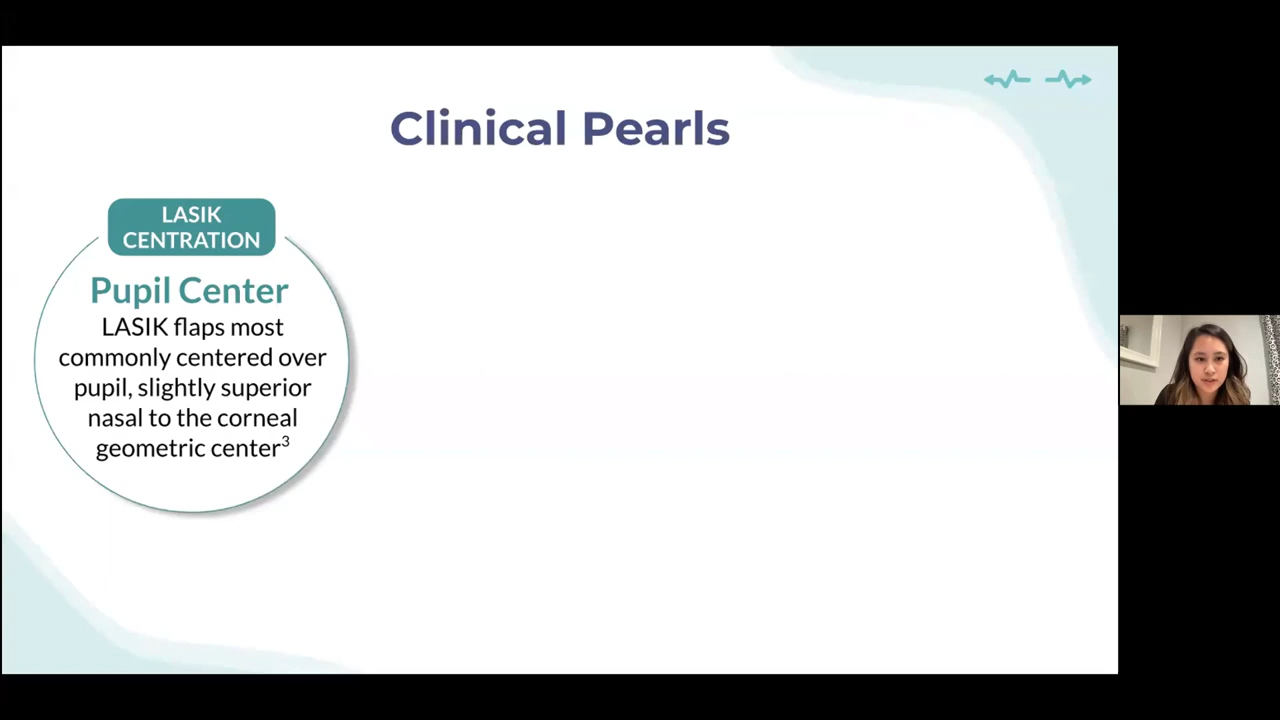 Clinical Pearls
LASIK
CENTRATION
Pupil Center
LASIK flaps most
commonly centered over
pupil, slightly superior
nasal to the corneal
geometric center³